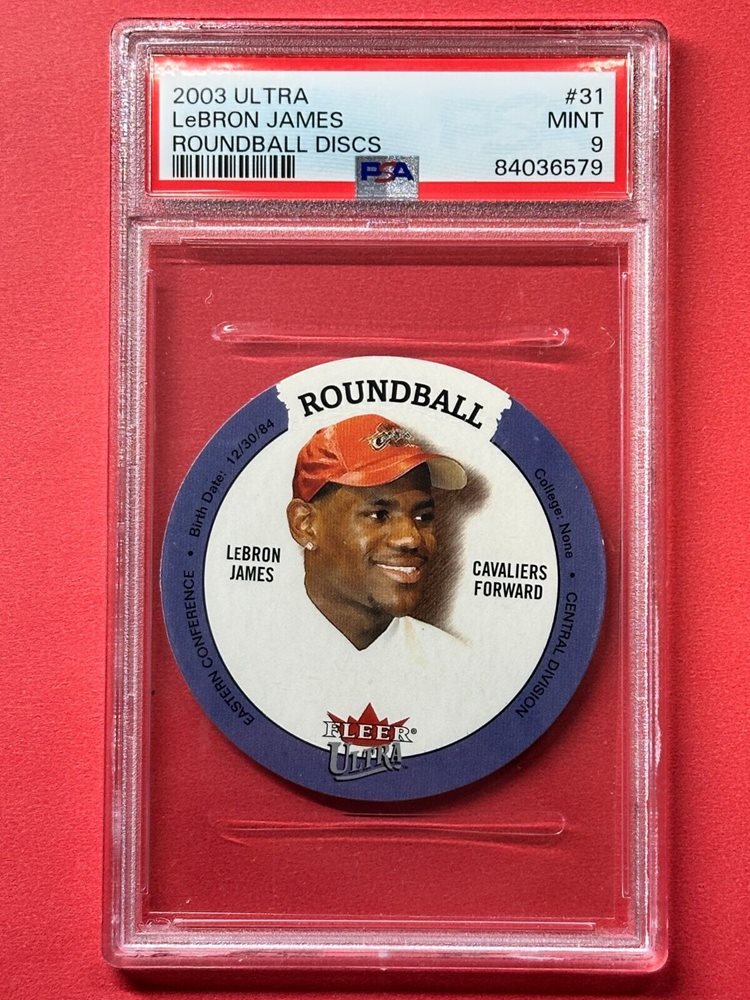 2003 ULTRA #31
LeBRON JAMES MINT
ROUNDBALL DISCS 9
PSA 84036579
ROUNDBALL
Birth Date: 12/30/84
College: None
LEBRON
JAMES
CAVALIERS
FORWARD
EASTERN CONFERENCE
CENTRAL DIVISION
FLEER®
ULTRA